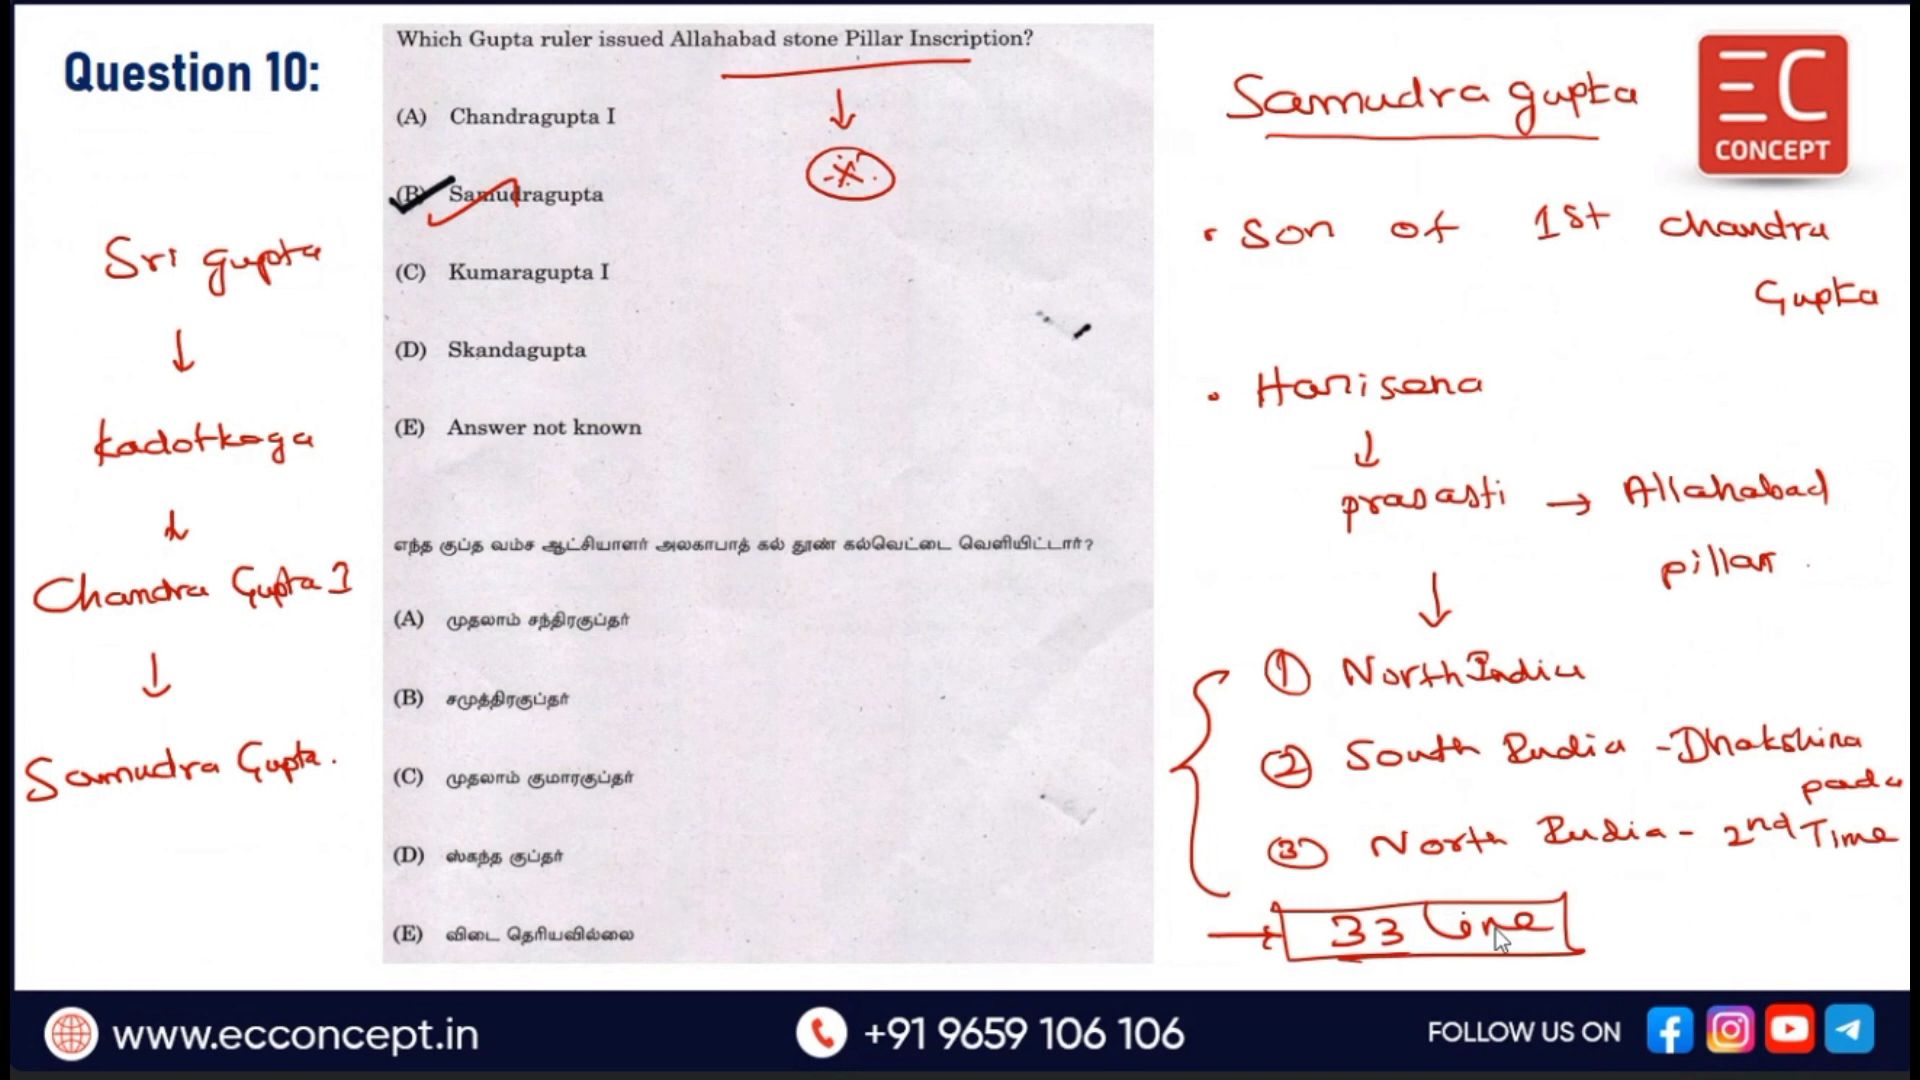 Question 10:
Which Gupta ruler issued Allahabad stone Pillar Inscription?
(A) Chandragupta I
(B) Samudragupta
(C) Kumaragupta I
(D) Skandagupta
(E) Answer not known
எந்த குப்த வம்ச ஆட்சியாளர் அலகாபாத் கல் தூண் கல்வெட்டை வெளியிட்டார்?
(A) முதலாம் சந்திரகுப்தர்
(B) சமுத்திரகுப்தர்
(C) முதலாம் குமாரகுப்தர்
(D) ஸ்கந்த குப்தர்
(E) விடை தெரியவில்லை
Sri gupta
↓
Kadotkaga
↓
Chandra Gupta I
↓
Samudra Gupta.
Samudra gupta
EC
CONCEPT
• Son of 1st chandra
Gupta
• Harisena
↓
prasasti → Allahabad
pillar.
↓
① North India
② South India - Dhakshina
pada
③ North India - 2nd Time
→ 33 line
www.ecconcept.in
+91 9659 106 106
FOLLOW US ON